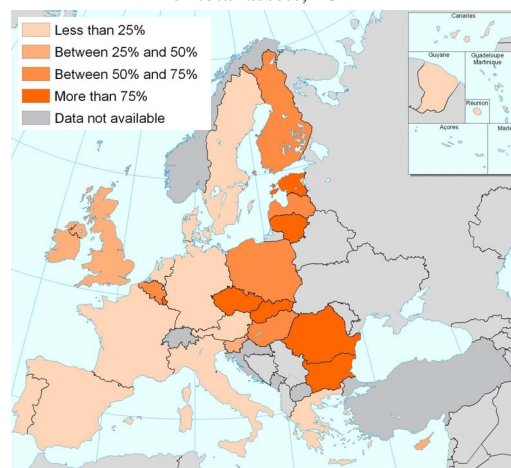 Less than 25%
Between 25% and 50%
Between 50% and 75%
More than 75%
Data not available
Canarias
Guyane
Guadeloupe
Martinique
Réunion
Açores